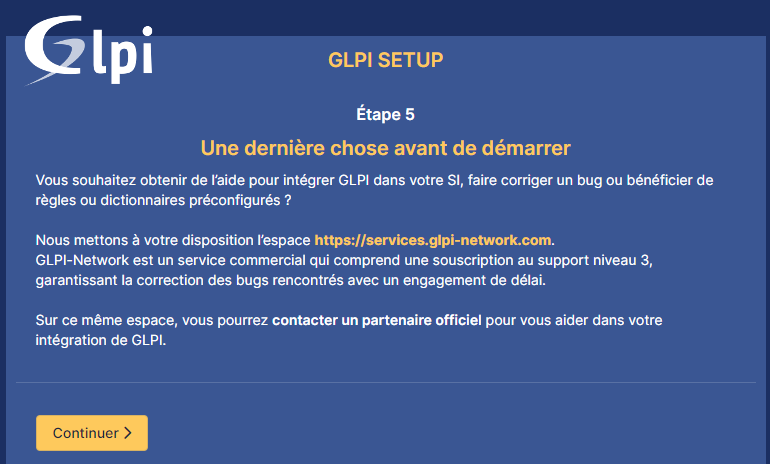 Glpi
GLPI SETUP
Étape 5
Une dernière chose avant de démarrer
Vous souhaitez obtenir de l’aide pour intégrer GLPI dans votre SI, faire corriger un bug ou bénéficier de
règles ou dictionnaires préconfigurés ?
Nous mettons à votre disposition l’espace https://services.glpi-network.com.
GLPI-Network est un service commercial qui comprend une souscription au support niveau 3,
garantissant la correction des bugs rencontrés avec un engagement de délai.
Sur ce même espace, vous pourrez contacter un partenaire officiel pour vous aider dans votre
intégration de GLPI.
Continuer